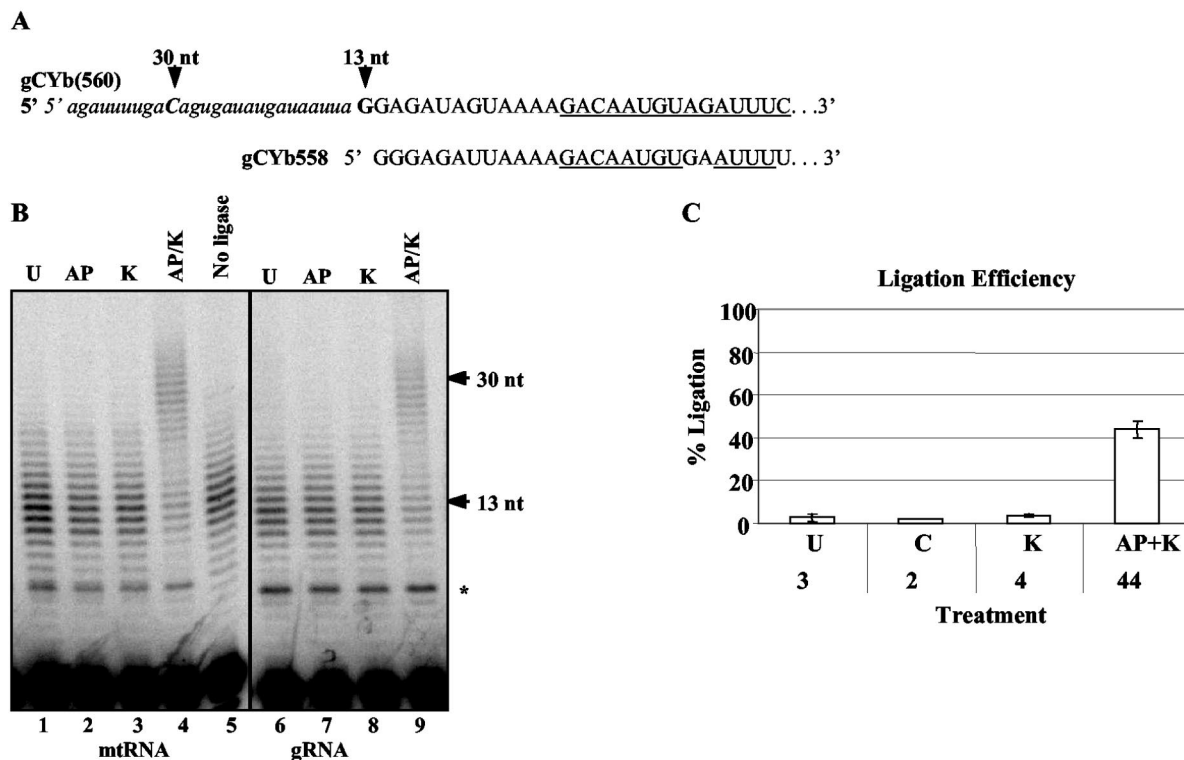 A
30 nt 13 nt
gCYb(560)
5' 5' agauuuugaCagugauaugauaauua GGAGAUAGUAAAAGACAAUGUAGAUUUC. . .3’
gCYb558 5' GGGAGAUUAAAAGACAAUGUGAAUUUU. . . 3’
B
U AP K AP/K No ligase U AP K AP/K
30 nt
13 nt
*
1 2 3 4 5 6 7 8 9
mtRNA gRNA
C
Ligation Efficiency
% Ligation
100
80
60
40
20
0
U C K AP+K
3 2 4 44
Treatment